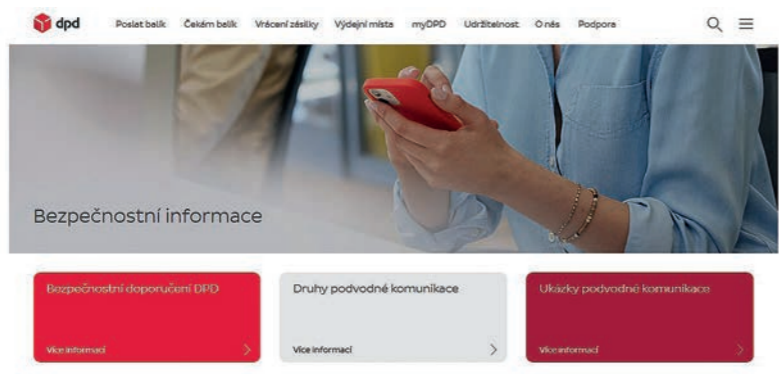 dpd
Poslat balík Čekám balík Vrácení zásilky Výdejní místa myDPD Udržitelnost O nás Podpora
Bezpečnostní informace
Bezpečnostní doporučení DPD
Více informací
Druhy podvodné komunikace
Více informací
Ukázky podvodné komunikace
Více informací